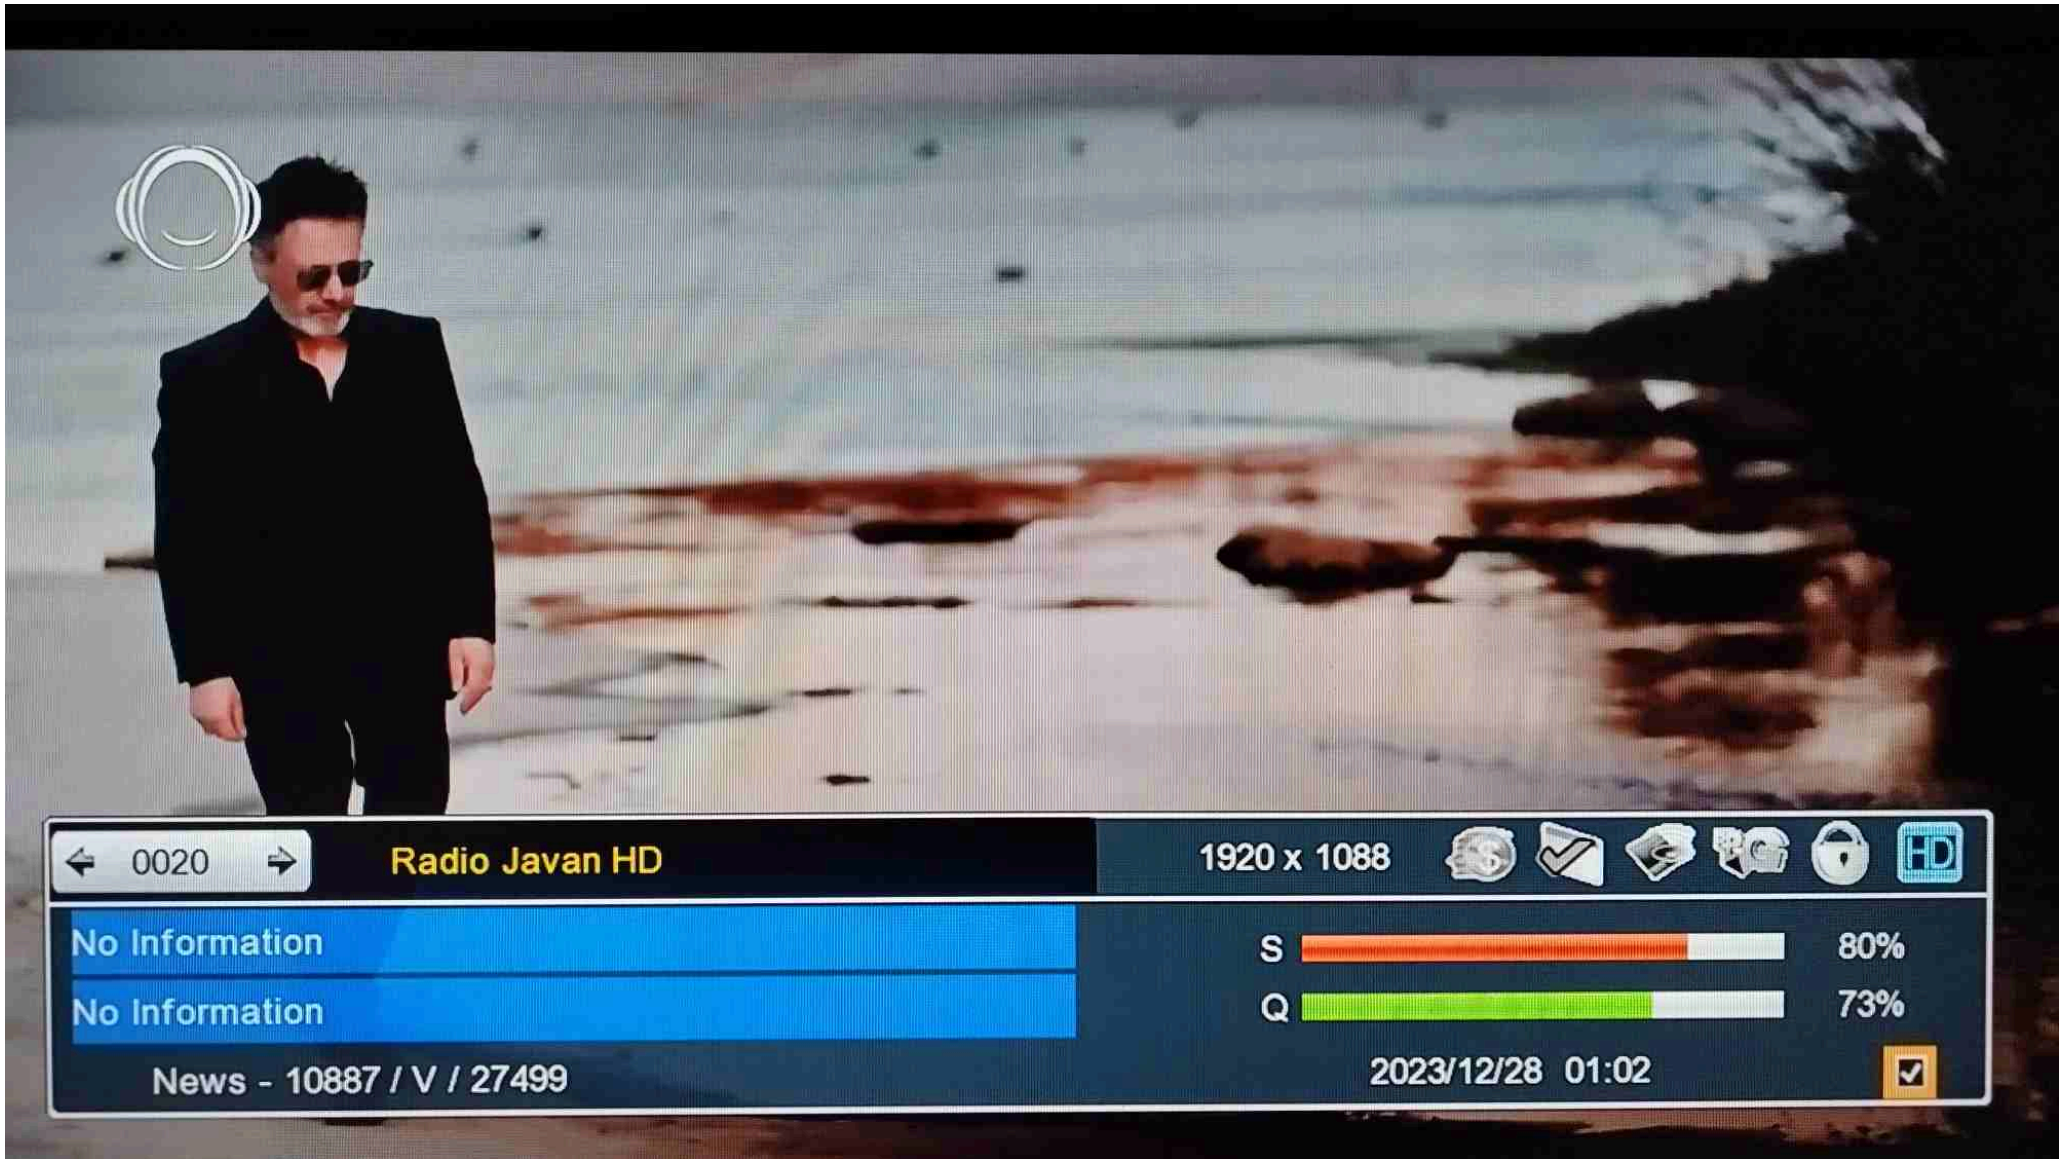 0020
Radio Javan HD
1920 x 1088
HD
No Information
No Information
S 80%
Q 73%
News - 10887 / V / 27499
2023/12/28 01:02